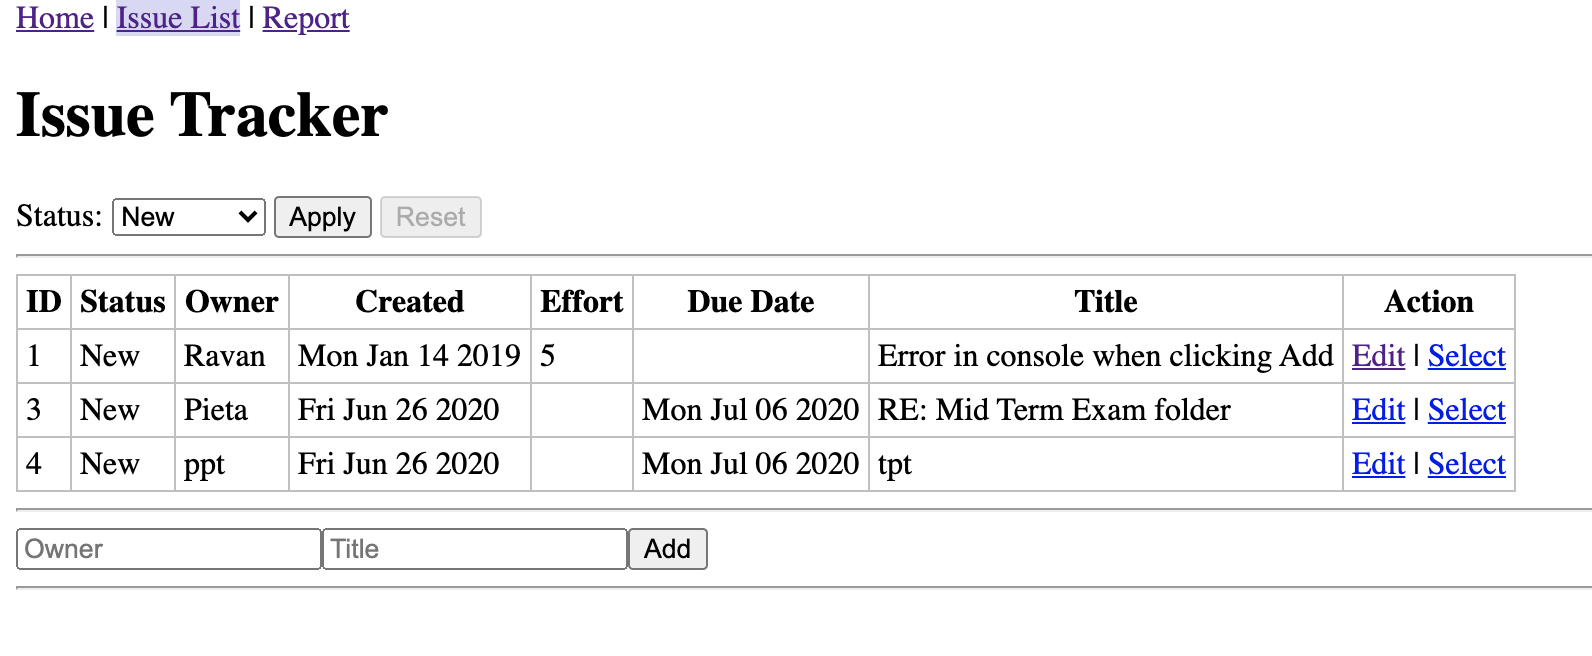 Home | Issue List | Report
Issue Tracker
Status: New Apply Reset
ID Status Owner Created Effort Due Date Title Action
1 New Ravan Mon Jan 14 2019 5 Error in console when clicking Add Edit | Select
3 New Pieta Fri Jun 26 2020 Mon Jul 06 2020 RE: Mid Term Exam folder Edit | Select
4 New ppt Fri Jun 26 2020 Mon Jul 06 2020 tpt Edit | Select
Owner Title Add